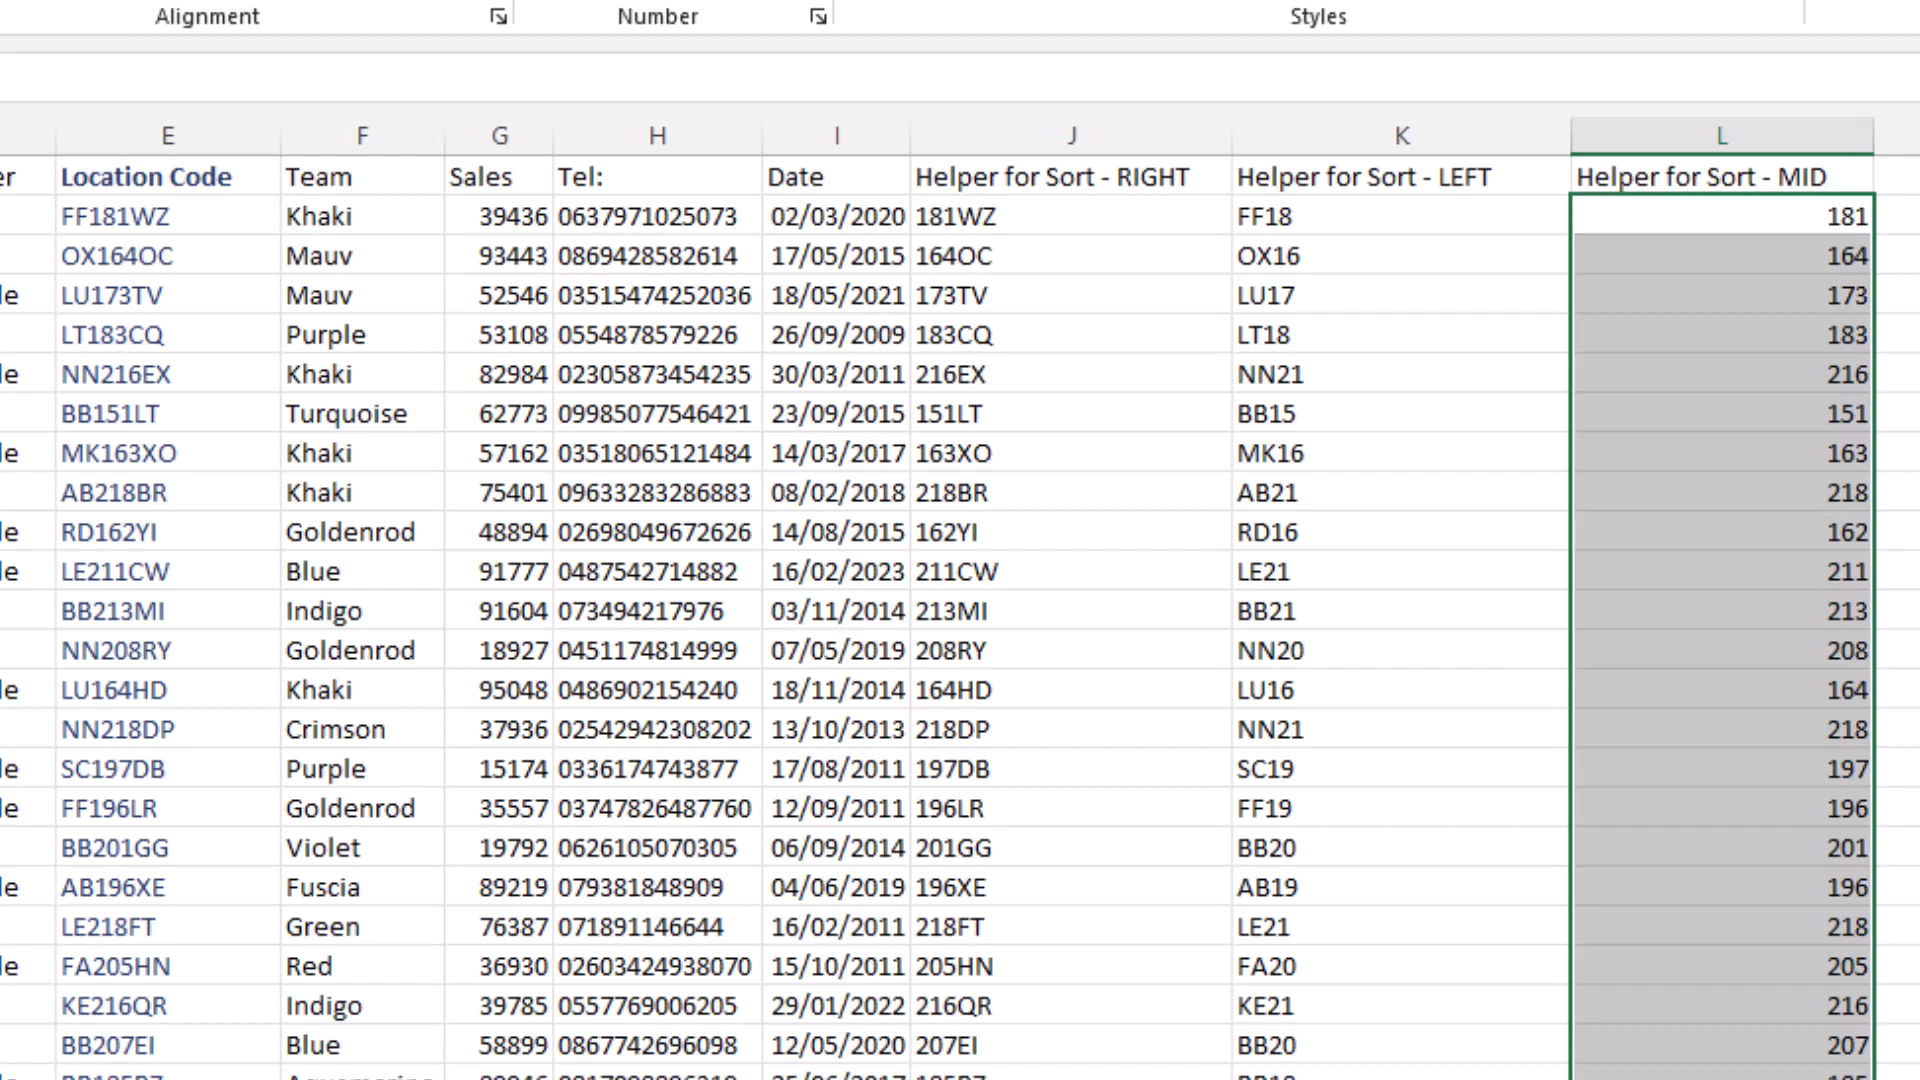 Alignment Number Styles
E F G H I J K L
er Location Code Team Sales Tel: Date Helper for Sort - RIGHT Helper for Sort - LEFT Helper for Sort - MID
FF181WZ Khaki 39436 0637971025073 02/03/2020 181WZ FF18 181
OX164OC Mauv 93443 0869428582614 17/05/2015 164OC OX16 164
le LU173TV Mauv 52546 03515474252036 18/05/2021 173TV LU17 173
LT183CQ Purple 53108 0554878579226 26/09/2009 183CQ LT18 183
le NN216EX Khaki 82984 02305873454235 30/03/2011 216EX NN21 216
BB151LT Turquoise 62773 09985077546421 23/09/2015 151LT BB15 151
le MK163XO Khaki 57162 03518065121484 14/03/2017 163XO MK16 163
AB218BR Khaki 75401 09633283286883 08/02/2018 218BR AB21 218
le RD162YI Goldenrod 48894 02698049672626 14/08/2015 162YI RD16 162
le LE211CW Blue 91777 0487542714882 16/02/2023 211CW LE21 211
BB213MI Indigo 91604 073494217976 03/11/2014 213MI BB21 213
NN208RY Goldenrod 18927 0451174814999 07/05/2019 208RY NN20 208
le LU164HD Khaki 95048 0486902154240 18/11/2014 164HD LU16 164
NN218DP Crimson 37936 02542942308202 13/10/2013 218DP NN21 218
le SC197DB Purple 15174 0336174743877 17/08/2011 197DB SC19 197
le FF196LR Goldenrod 35557 03747826487760 12/09/2011 196LR FF19 196
BB201GG Violet 19792 0626105070305 06/09/2014 201GG BB20 201
le AB196XE Fuscia 89219 079381848909 04/06/2019 196XE AB19 196
LE218FT Green 76387 071891146644 16/02/2011 218FT LE21 218
le FA205HN Red 36930 02603424938070 15/10/2011 205HN FA20 205
KE216QR Indigo 39785 0557769006205 29/01/2022 216QR KE21 216
BB207EI Blue 58899 0867742696098 12/05/2020 207EI BB20 207